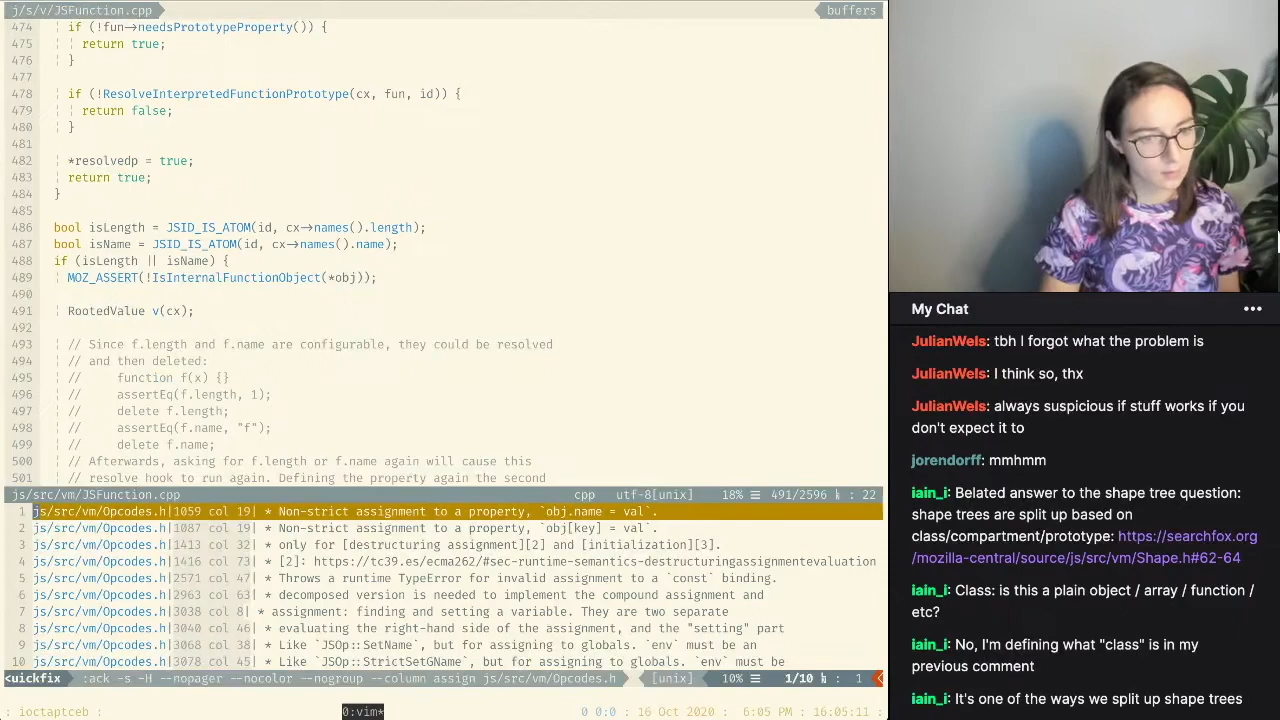 j/s/v/JSFunction.cpp
buffers
474 if (!fun->needsPrototypeProperty()) {
475 return true;
476 }
477
478 if (!ResolveInterpretedFunctionPrototype(cx, fun, id)) {
479 return false;
480 }
481
482 *resolvedp = true;
483 return true;
484 }
485
486 bool isLength = JSID_IS_ATOM(id, cx->names().length);
487 bool isName = JSID_IS_ATOM(id, cx->names().name);
488 if (isLength || isName) {
489 MOZ_ASSERT(!IsInternalFunctionObject(*obj));
490
491 RootedValue v(cx);
492
493 // Since f.length and f.name are configurable, they could be resolved
494 // and then deleted:
495 // function f(x) {}
496 // assertEq(f.length, 1);
497 // delete f.length;
498 // assertEq(f.name, "f");
499 // delete f.name;
500 // Afterwards, asking for f.length or f.name again will cause this
501 // resolve hook to run again. Defining the property again the second
js/src/vm/JSFunction.cpp cpp utf-8[unix] 18% 491/2596 : 22
1 js/src/vm/Opcodes.h|1059 col 19| * Non-strict assignment to a property, `obj.name = val`.
2 js/src/vm/Opcodes.h|1087 col 19| * Non-strict assignment to a property, `obj[key] = val`.
3 js/src/vm/Opcodes.h|1413 col 32| * only for [destructuring assignment][2] and [initialization][3].
4 js/src/vm/Opcodes.h|1416 col 73| * [2]: https://tc39.es/ecma262/#sec-runtime-semantics-destructuringassignmentevaluation
5 js/src/vm/Opcodes.h|2571 col 47| * Throws a runtime TypeError for invalid assignment to a `const` binding.
6 js/src/vm/Opcodes.h|2963 col 58| * decomposed version is needed to implement the compound assignment and
7 js/src/vm/Opcodes.h|3038 col 8| * assignment: finding and setting a variable. They are two separate
8 js/src/vm/Opcodes.h|3040 col 46| * evaluating the right-hand side of the assignment, and the "setting" part
9 js/src/vm/Opcodes.h|3068 col 38| * Like `JSOp::SetName`, but for assigning to globals. `env` must be an
10 js/src/vm/Opcodes.h|3078 col 45| * Like `JSOp::StrictSetGName`, but for assigning to globals. `env` must be
<uickfix :ack -s -H --nopager --nocolor --nogroup --column assign js/src/vm/Opcodes.h [unix] 10% 1/10 : 1
: ioctaptceb : 0:vim* 0 0:0 : 16 Oct 2020 : 6:05 PM : 16:05:11 :
My Chat
JulianWels: tbh I forgot what the problem is
JulianWels: I think so, thx
JulianWels: always suspicious if stuff works if you
don't expect it to
jorendorff: mmhmm
iain_i: Belated answer to the shape tree question:
shape trees are split up based on
class/compartment/prototype: https://searchfox.org
/mozilla-central/source/js/src/vm/Shape.h#62-64
iain_i: Class: is this a plain object / array / function /
etc?
iain_i: No, I'm defining what "class" is in my
previous comment
iain_i: It's one of the ways we split up shape trees